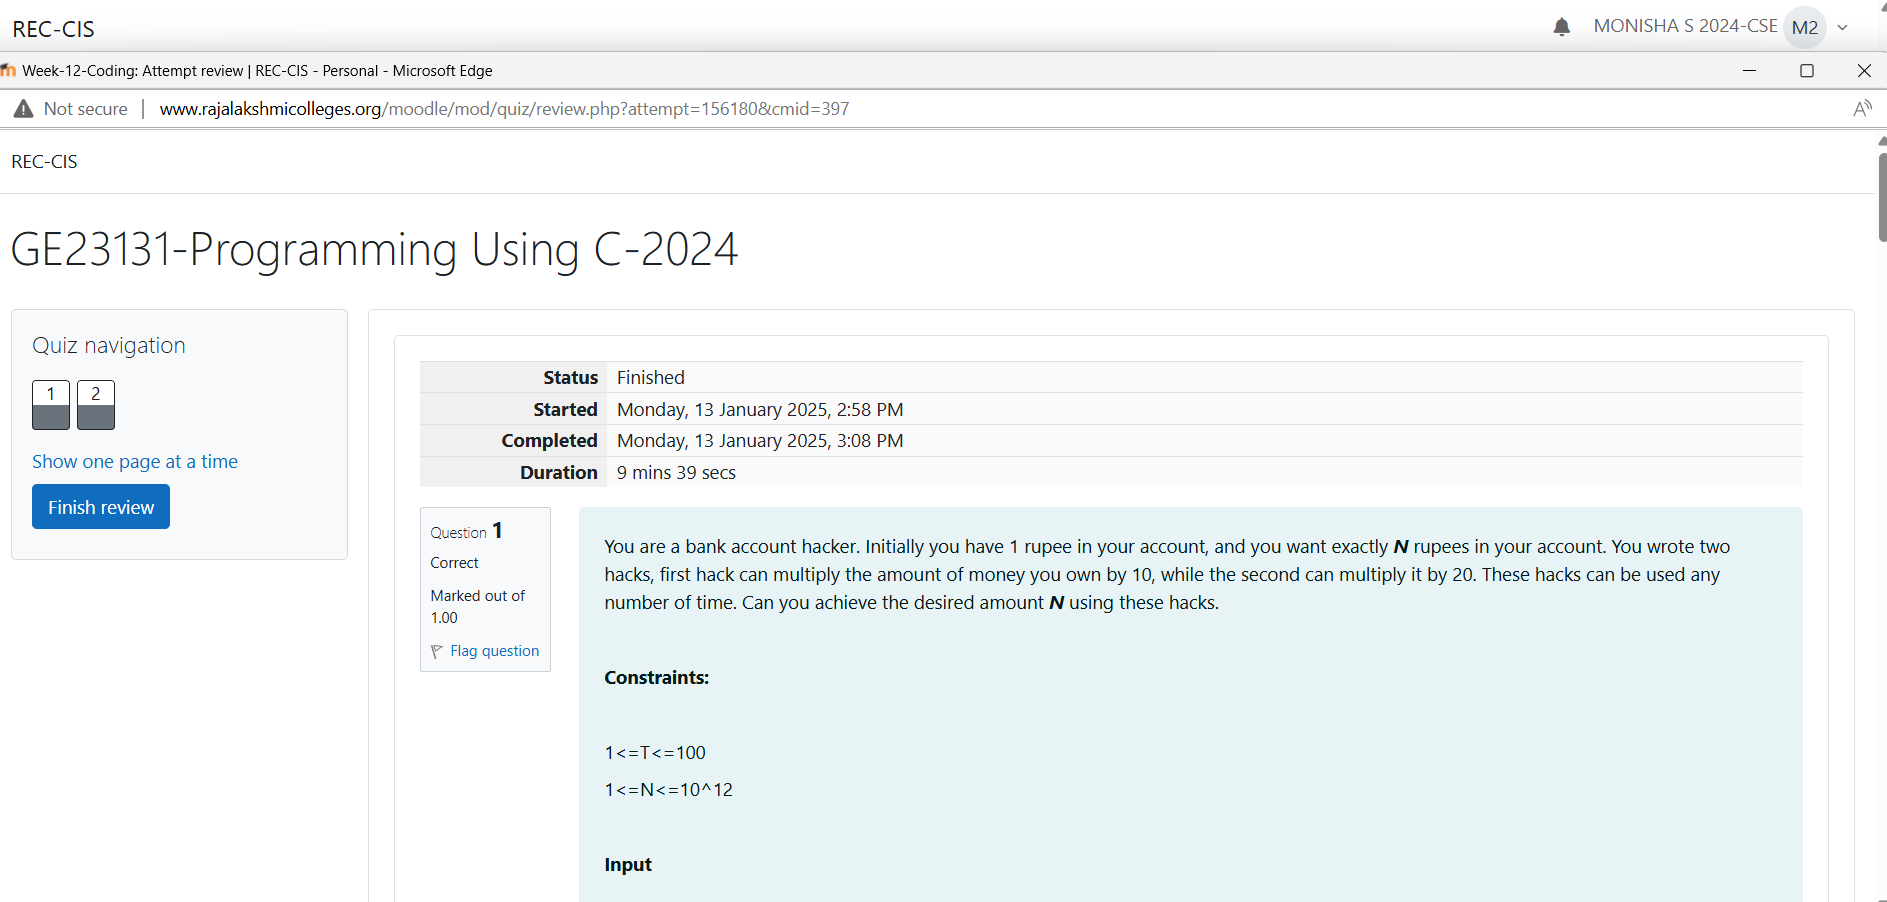 REC-CIS
MONISHA S 2024-CSE M2
Week-12-Coding: Attempt review | REC-CIS - Personal - Microsoft Edge
Not secure | www.rajalakshmicolleges.org/moodle/mod/quiz/review.php?attempt=156180&cmid=397
REC-CIS
GE23131-Programming Using C-2024
Quiz navigation
1 2
Show one page at a time
Finish review
Status Finished
Started Monday, 13 January 2025, 2:58 PM
Completed Monday, 13 January 2025, 3:08 PM
Duration 9 mins 39 secs
Question 1
Correct
Marked out of
1.00
Flag question
You are a bank account hacker. Initially you have 1 rupee in your account, and you want exactly N rupees in your account. You wrote two
hacks, first hack can multiply the amount of money you own by 10, while the second can multiply it by 20. These hacks can be used any
number of time. Can you achieve the desired amount N using these hacks.
Constraints:
1<=T<=100
1<=N<=10^12
Input